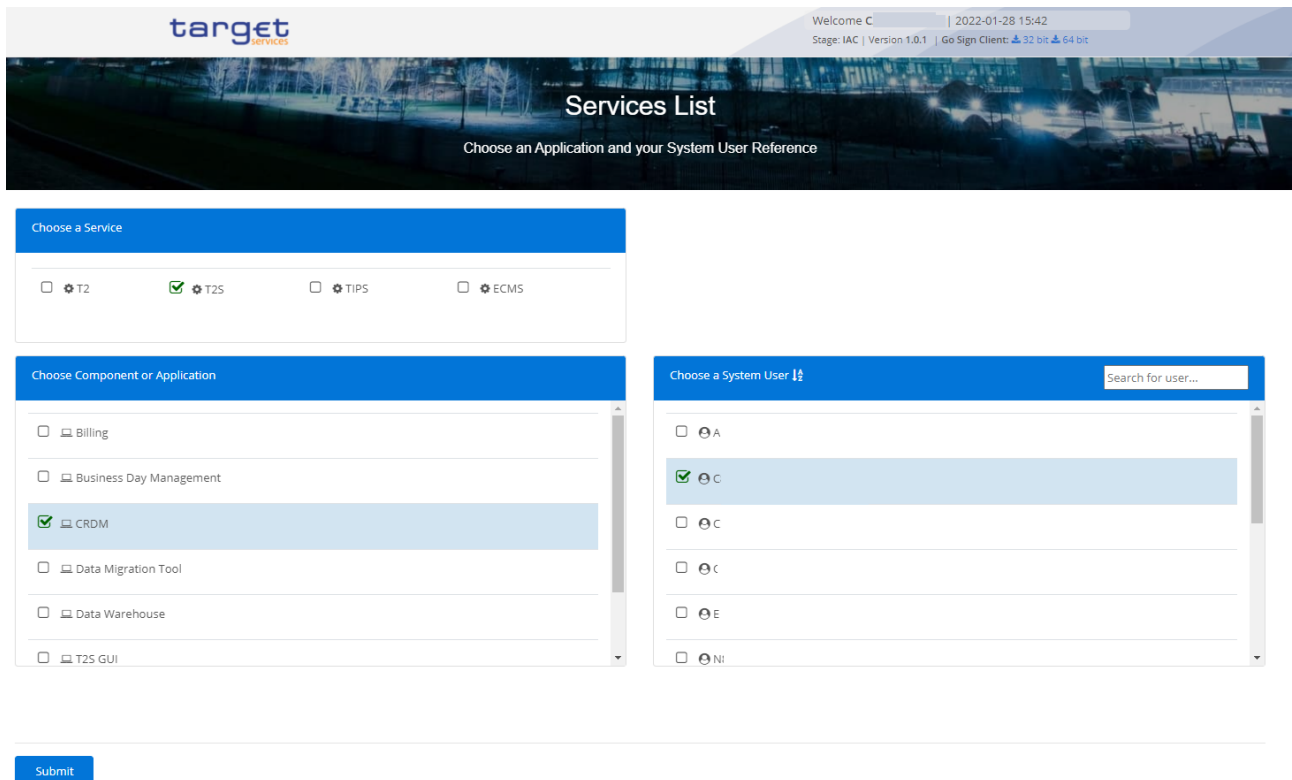 target
services
Welcome C | 2022-01-28 15:42
Stage: IAC | Version 1.0.1 | Go Sign Client: 32 bit 64 bit
Services List
Choose an Application and your System User Reference
Choose a Service
T2 T2S TIPS ECMS
Choose Component or Application
Billing
Business Day Management
CRDM
Data Migration Tool
Data Warehouse
T2S GUI
Choose a System User
Search for user...
A
C
C
C
E
N
Submit